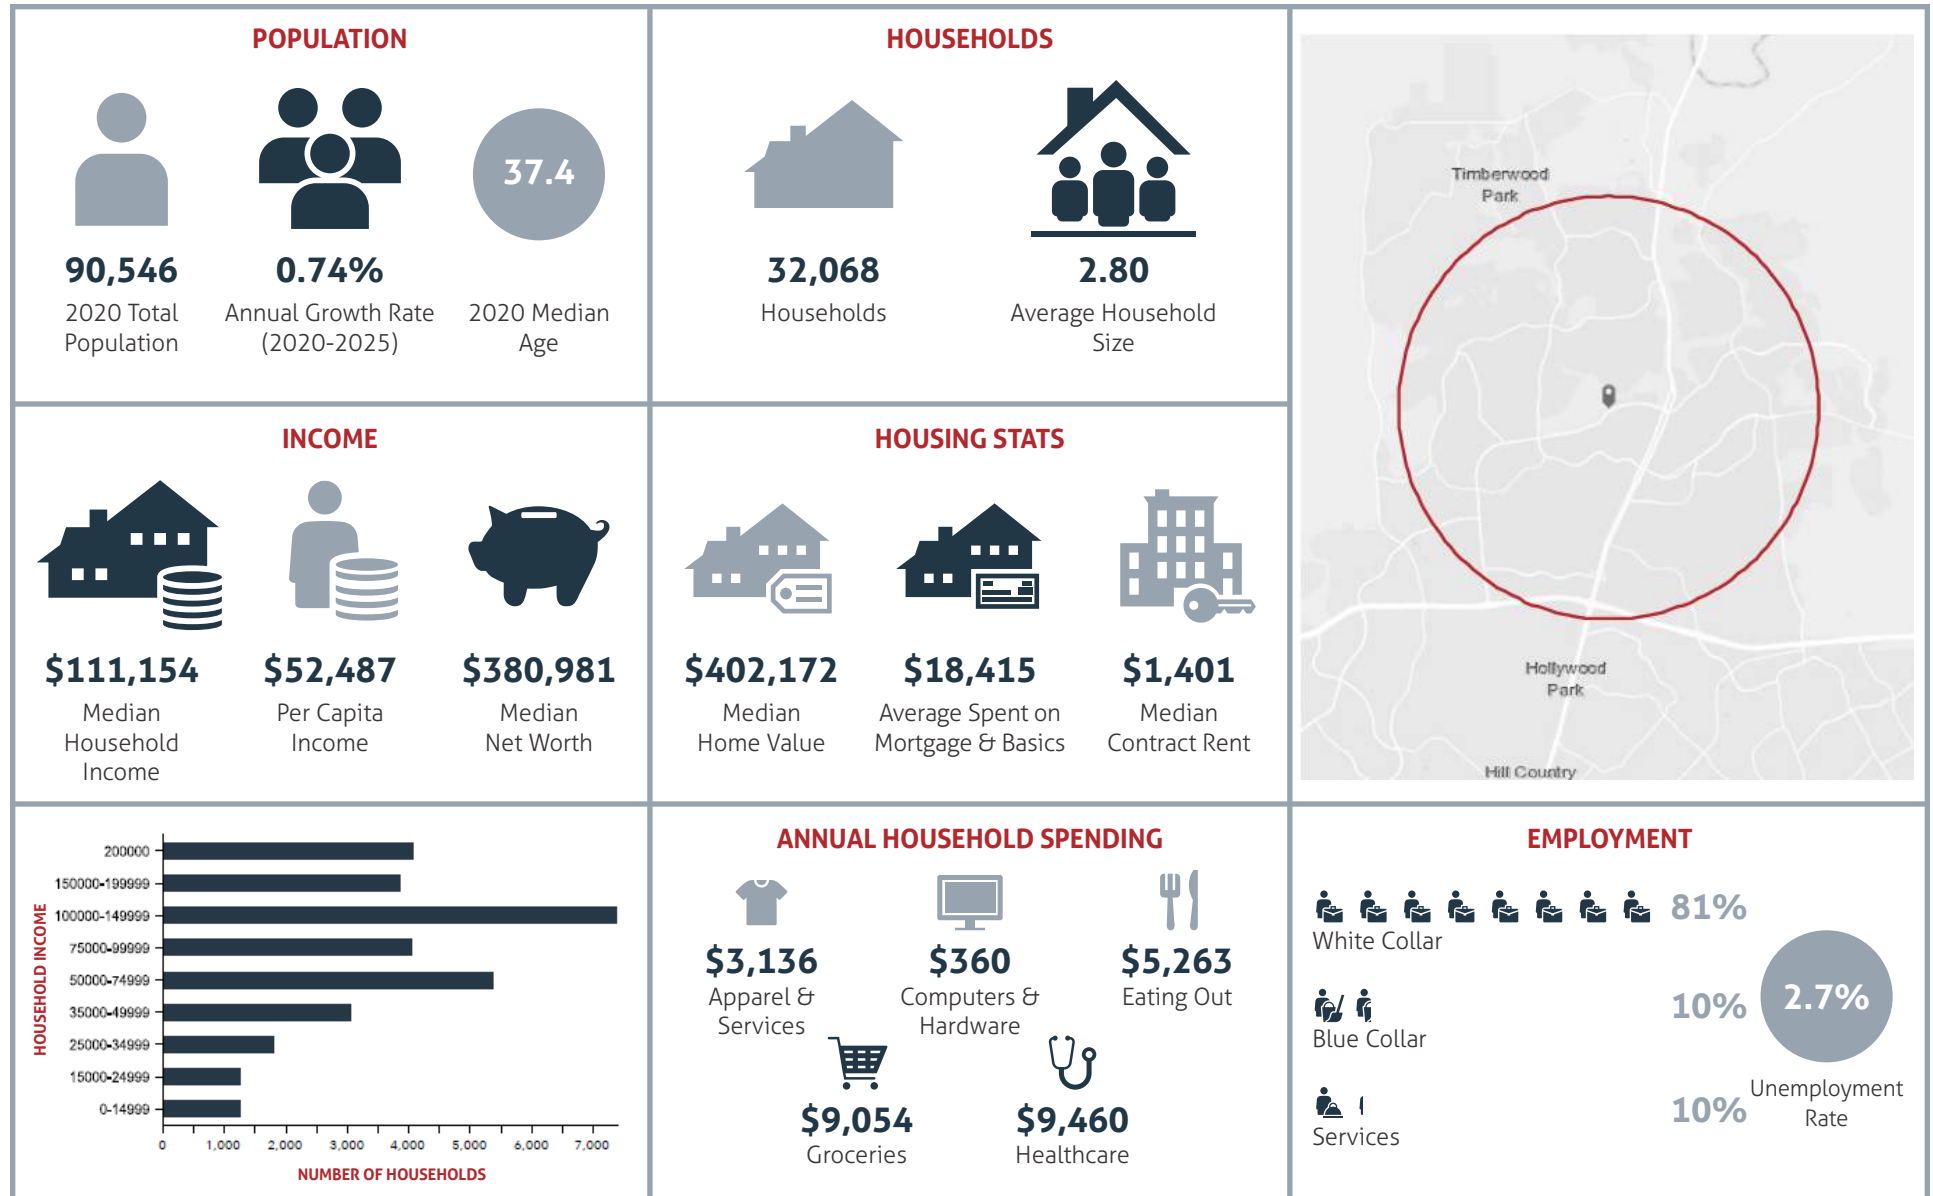 POPULATION
37.4
90,546
2020 Total
Population
0.74%
Annual Growth Rate
(2020-2025)
2020 Median
Age
HOUSEHOLDS
32,068
Households
2.80
Average Household
Size
Timberwood
Park
Hollywood
Park
Hill Country
INCOME
$111,154
Median
Household
Income
$52,487
Per Capita
Income
$380,981
Median
Net Worth
HOUSING STATS
$402,172
Median
Home Value
$18,415
Average Spent on
Mortgage & Basics
$1,401
Median
Contract Rent
HOUSEHOLD INCOME
200000
150000-199999
100000-149999
75000-99999
50000-74999
35000-49999
25000-34999
15000-24999
0-14999
0 1,000 2,000 3,000 4,000 5,000 6,000 7,000
NUMBER OF HOUSEHOLDS
ANNUAL HOUSEHOLD SPENDING
$3,136
Apparel &
Services
$360
Computers &
Hardware
$5,263
Eating Out
$9,054
Groceries
$9,460
Healthcare
EMPLOYMENT
81%
White Collar
10%
Blue Collar
10%
Services
2.7%
Unemployment
Rate